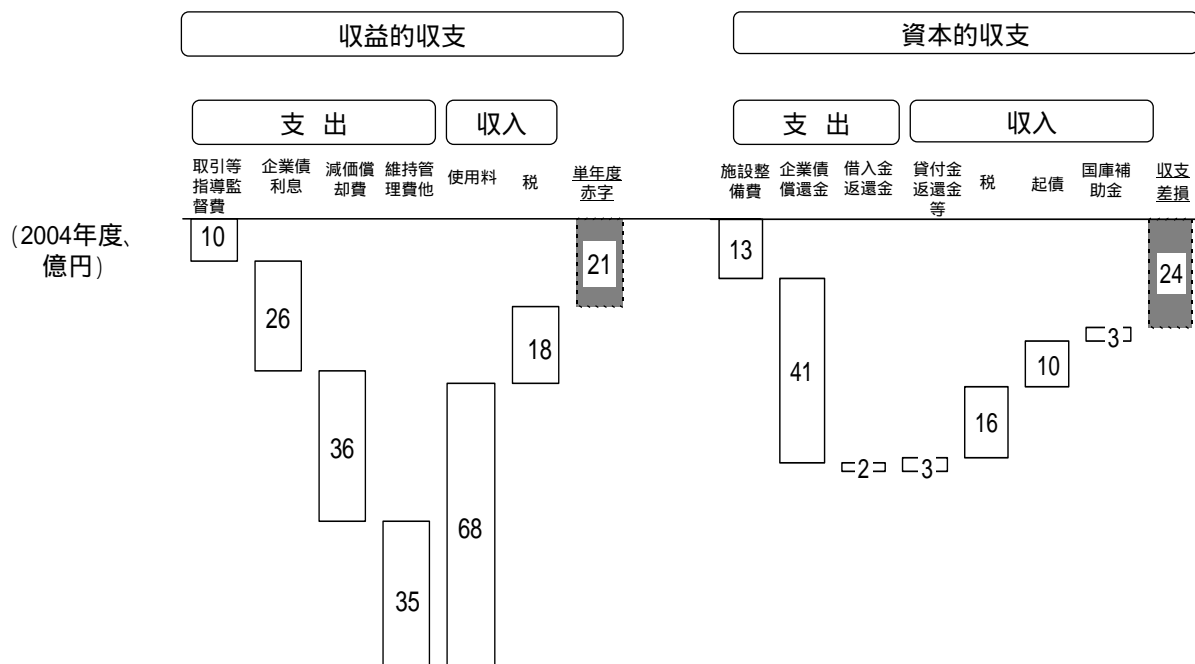 収益的収支
資本的収支
支 出
収入
支 出
収入
取引等
指導監
督費
企業債
利息
減価償
却費
維持管
理費他
使用料
税
単年度
赤字
施設整
備費
企業債
償還金
借入金
返還金
貸付金
返還金
等
税
起債
国庫補
助金
収支
差損
(2004年度、
億円)
10
26
36
35
68
18
21
13
41
2
3
16
10
3
24